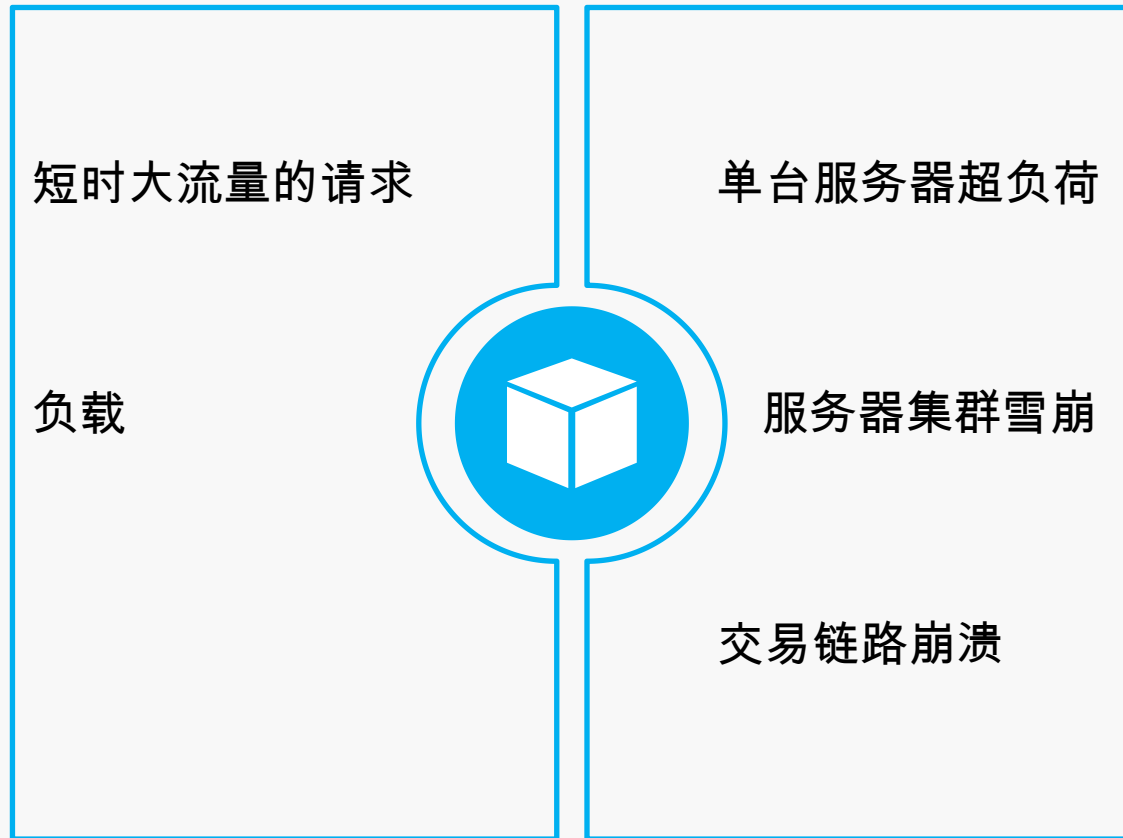 短时大流量的请求
负载
单台服务器超负荷
服务器集群雪崩
交易链路崩溃